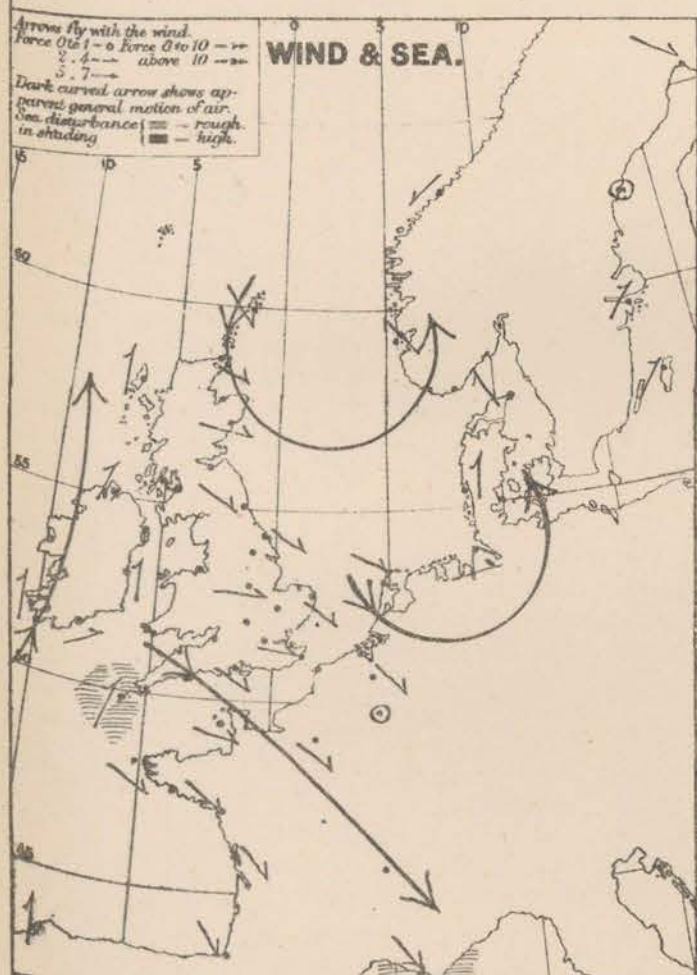 0 5 10
WIND & SEA.
Arrows fly with the wind.
Force 0 to 1 – o Force 8 to 10 –
2 . 4 – above 10 –
5 . 7 –
Dark curved arrow shows ap-
parent general motion of air.
Sea disturbance { – rough.
in shading { – high.
15 10 5
60
55
50
45